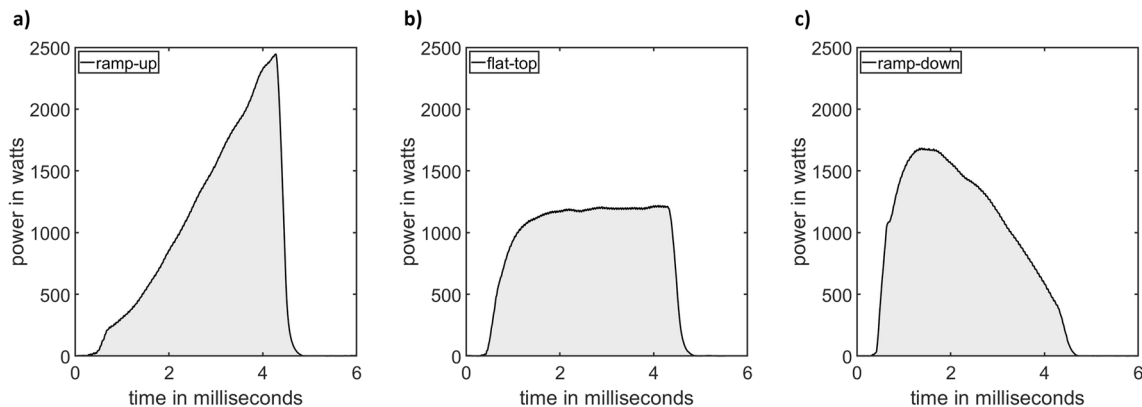 a)
2500
2000
1500
1000
500
0
power in watts
ramp-up
0 2 4 6
time in milliseconds
b)
2500
2000
1500
1000
500
0
power in watts
flat-top
0 2 4 6
time in milliseconds
c)
2500
2000
1500
1000
500
0
power in watts
ramp-down
0 2 4 6
time in milliseconds